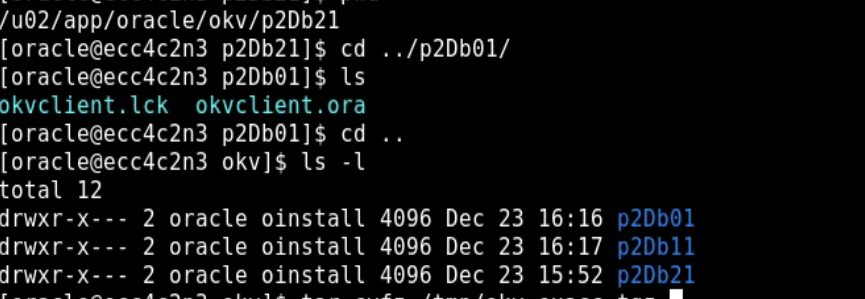 /u02/app/oracle/okv/p2Db21
[oracle@ecc4c2n3 p2Db21]$ cd ../p2Db01/
[oracle@ecc4c2n3 p2Db01]$ ls
okvclient.lck  okvclient.ora
[oracle@ecc4c2n3 p2Db01]$ cd ..
[oracle@ecc4c2n3 okv]$ ls -l
total 12
drwxr-x--- 2 oracle oinstall 4096 Dec 23 16:16 p2Db01
drwxr-x--- 2 oracle oinstall 4096 Dec 23 16:17 p2Db11
drwxr-x--- 2 oracle oinstall 4096 Dec 23 15:52 p2Db21